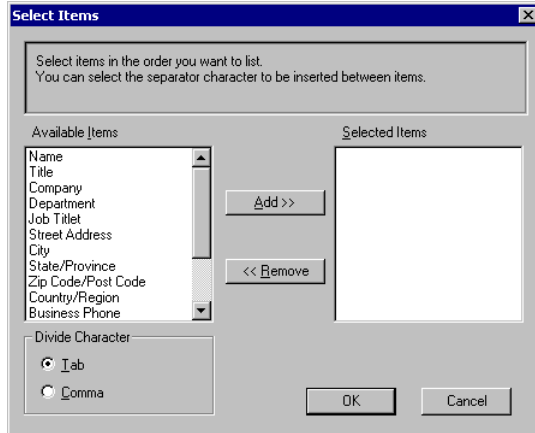 Select Items
Select items in the order you want to list.
You can select the separator character to be inserted between items.
Available Items
Selected Items
Name
Title
Company
Department
Job Titlet
Street Address
City
State/Province
Zip Code/Post Code
Country/Region
Business Phone
Add >>
<< Remove
Divide Character
Tab
Comma
OK
Cancel